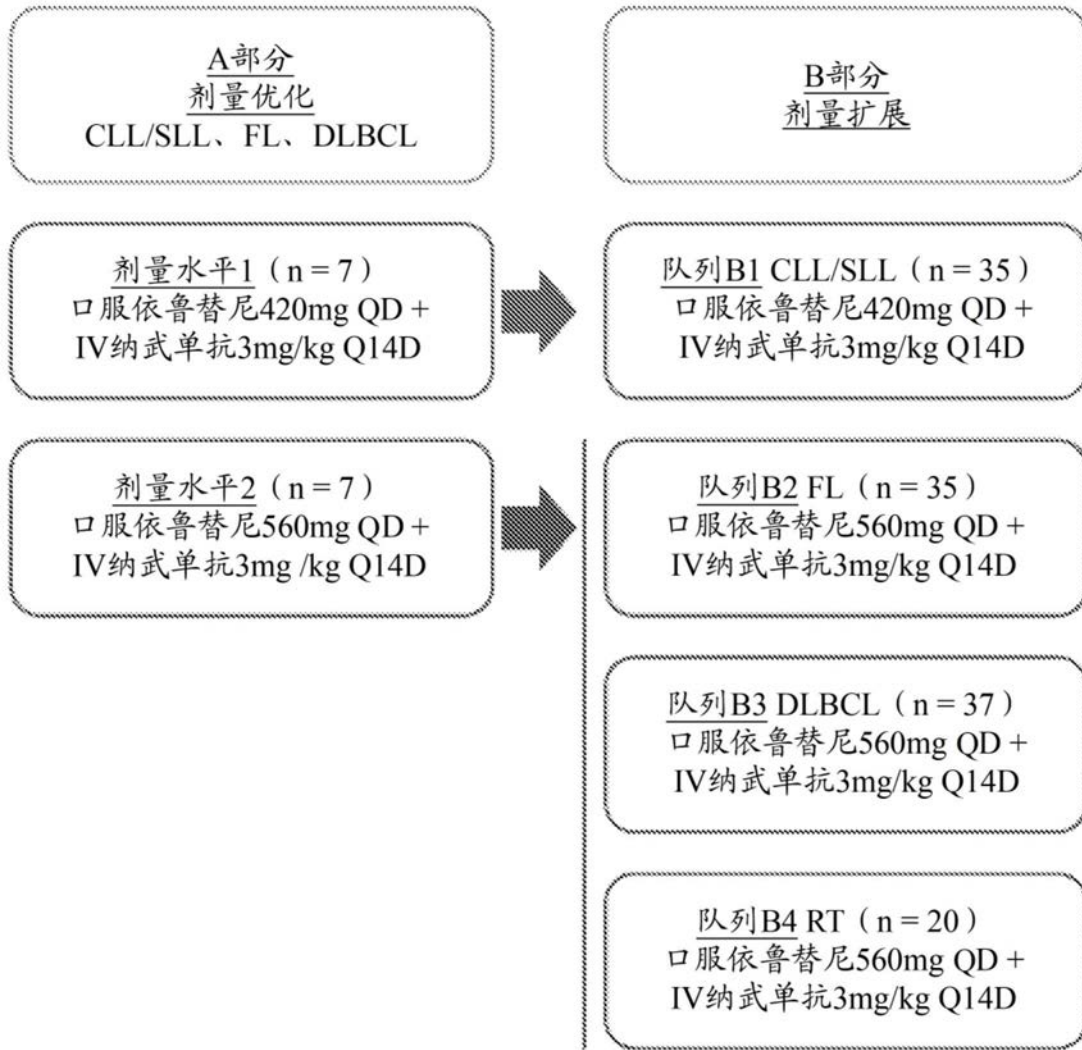 A部分
剂量优化
CLL/SLL、FL、DLBCL
B部分
剂量扩展
剂量水平1（n = 7）
口服依鲁替尼420mg QD +
IV纳武单抗3mg/kg Q14D
队列B1 CLL/SLL（n = 35）
口服依鲁替尼420mg QD +
IV纳武单抗3mg/kg Q14D
剂量水平2（n = 7）
口服依鲁替尼560mg QD +
IV纳武单抗3mg /kg Q14D
队列B2 FL（n = 35）
口服依鲁替尼560mg QD +
IV纳武单抗3mg/kg Q14D
队列B3 DLBCL（n = 37）
口服依鲁替尼560mg QD +
IV纳武单抗3mg/kg Q14D
队列B4 RT（n = 20）
口服依鲁替尼560mg QD +
IV纳武单抗3mg/kg Q14D